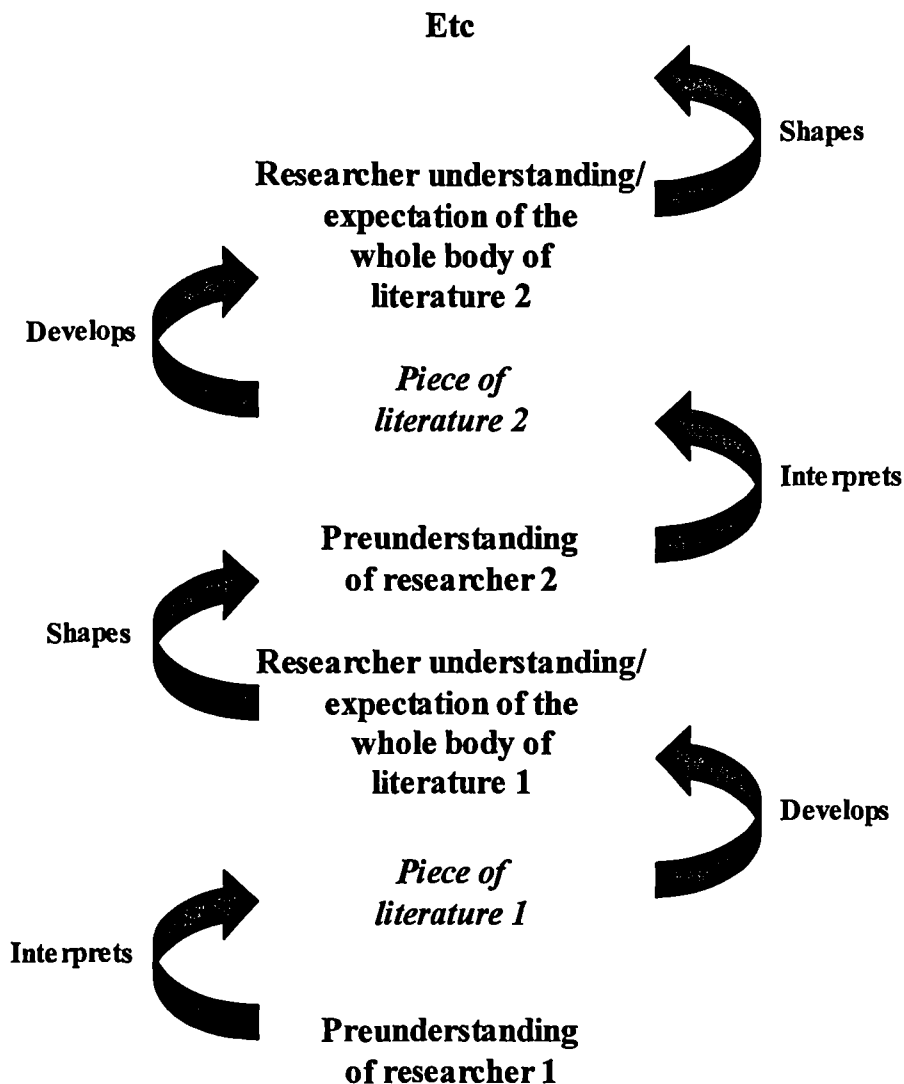 Etc
Shapes
Researcher understanding/
expectation of the
whole body of
literature 2
Develops
Piece of
literature 2
Interprets
Preunderstanding
of researcher 2
Shapes
Researcher understanding/
expectation of the
whole body of
literature 1
Develops
Piece of
literature 1
Interprets
Preunderstanding
of researcher 1